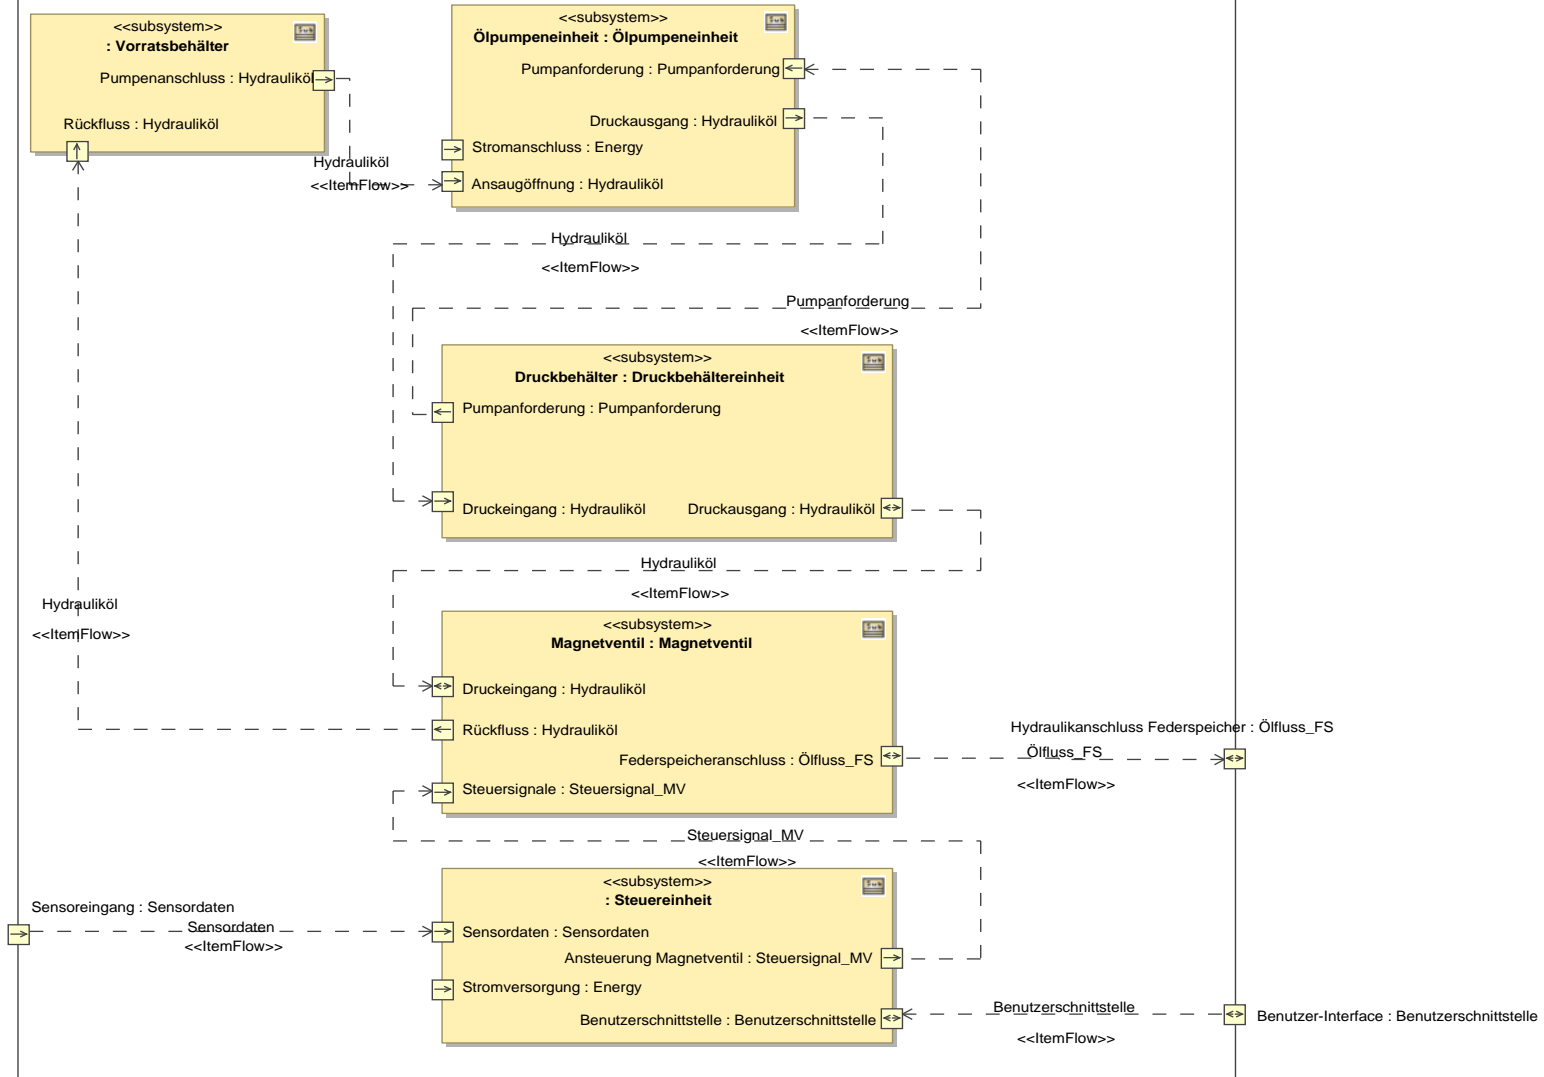 <<subsystem>>
: Vorratsbehälter
Pumpenanschluss : Hydrauliköl
Rückfluss : Hydrauliköl
<<subsystem>>
Ölpumpeneinheit : Ölpumpeneinheit
Pumpanforderung : Pumpanforderung
Druckausgang : Hydrauliköl
Stromanschluss : Energy
Ansaugöffnung : Hydrauliköl
Hydrauliköl
<<ItemFlow>>
Hydrauliköl
<<ItemFlow>>
Pumpanforderung
<<ItemFlow>>
<<subsystem>>
Druckbehälter : Druckbehältereinheit
Pumpanforderung : Pumpanforderung
Druckeingang : Hydrauliköl
Druckausgang : Hydrauliköl
Hydrauliköl
<<ItemFlow>>
Hydrauliköl
<<ItemFlow>>
<<subsystem>>
Magnetventil : Magnetventil
Druckeingang : Hydrauliköl
Rückfluss : Hydrauliköl
Federspeicheranschluss : Ölfluss_FS
Steuersignale : Steuersignal_MV
Hydraulikanschluss Federspeicher : Ölfluss_FS
Ölfluss_FS
<<ItemFlow>>
Steuersignal_MV
<<ItemFlow>>
<<subsystem>>
: Steuereinheit
Sensoreingang : Sensordaten
Sensordaten
<<ItemFlow>>
Sensordaten : Sensordaten
Ansteuerung Magnetventil : Steuersignal_MV
Stromversorgung : Energy
Benutzerschnittstelle : Benutzerschnittstelle
Benutzerschnittstelle
<<ItemFlow>>
Benutzer-Interface : Benutzerschnittstelle